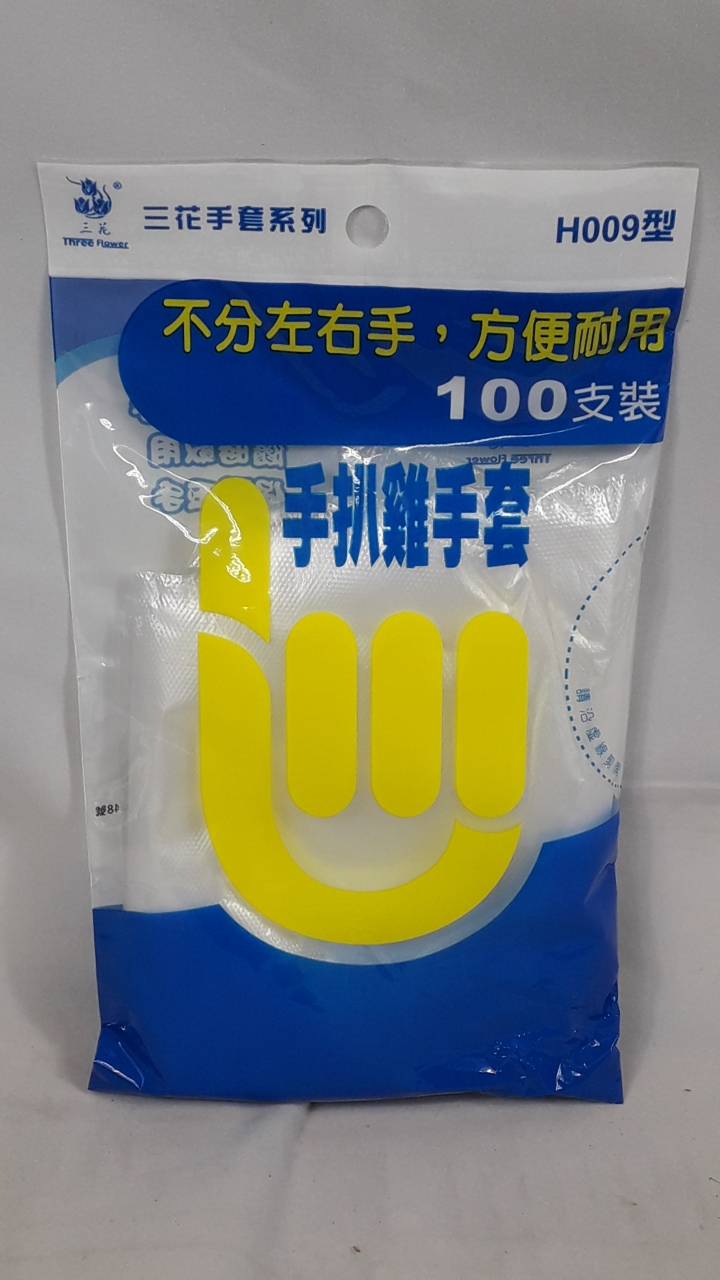 三花
Three Flower
三花手套系列
H009型
不分左右手，方便耐用
100支裝
手扒雞手套